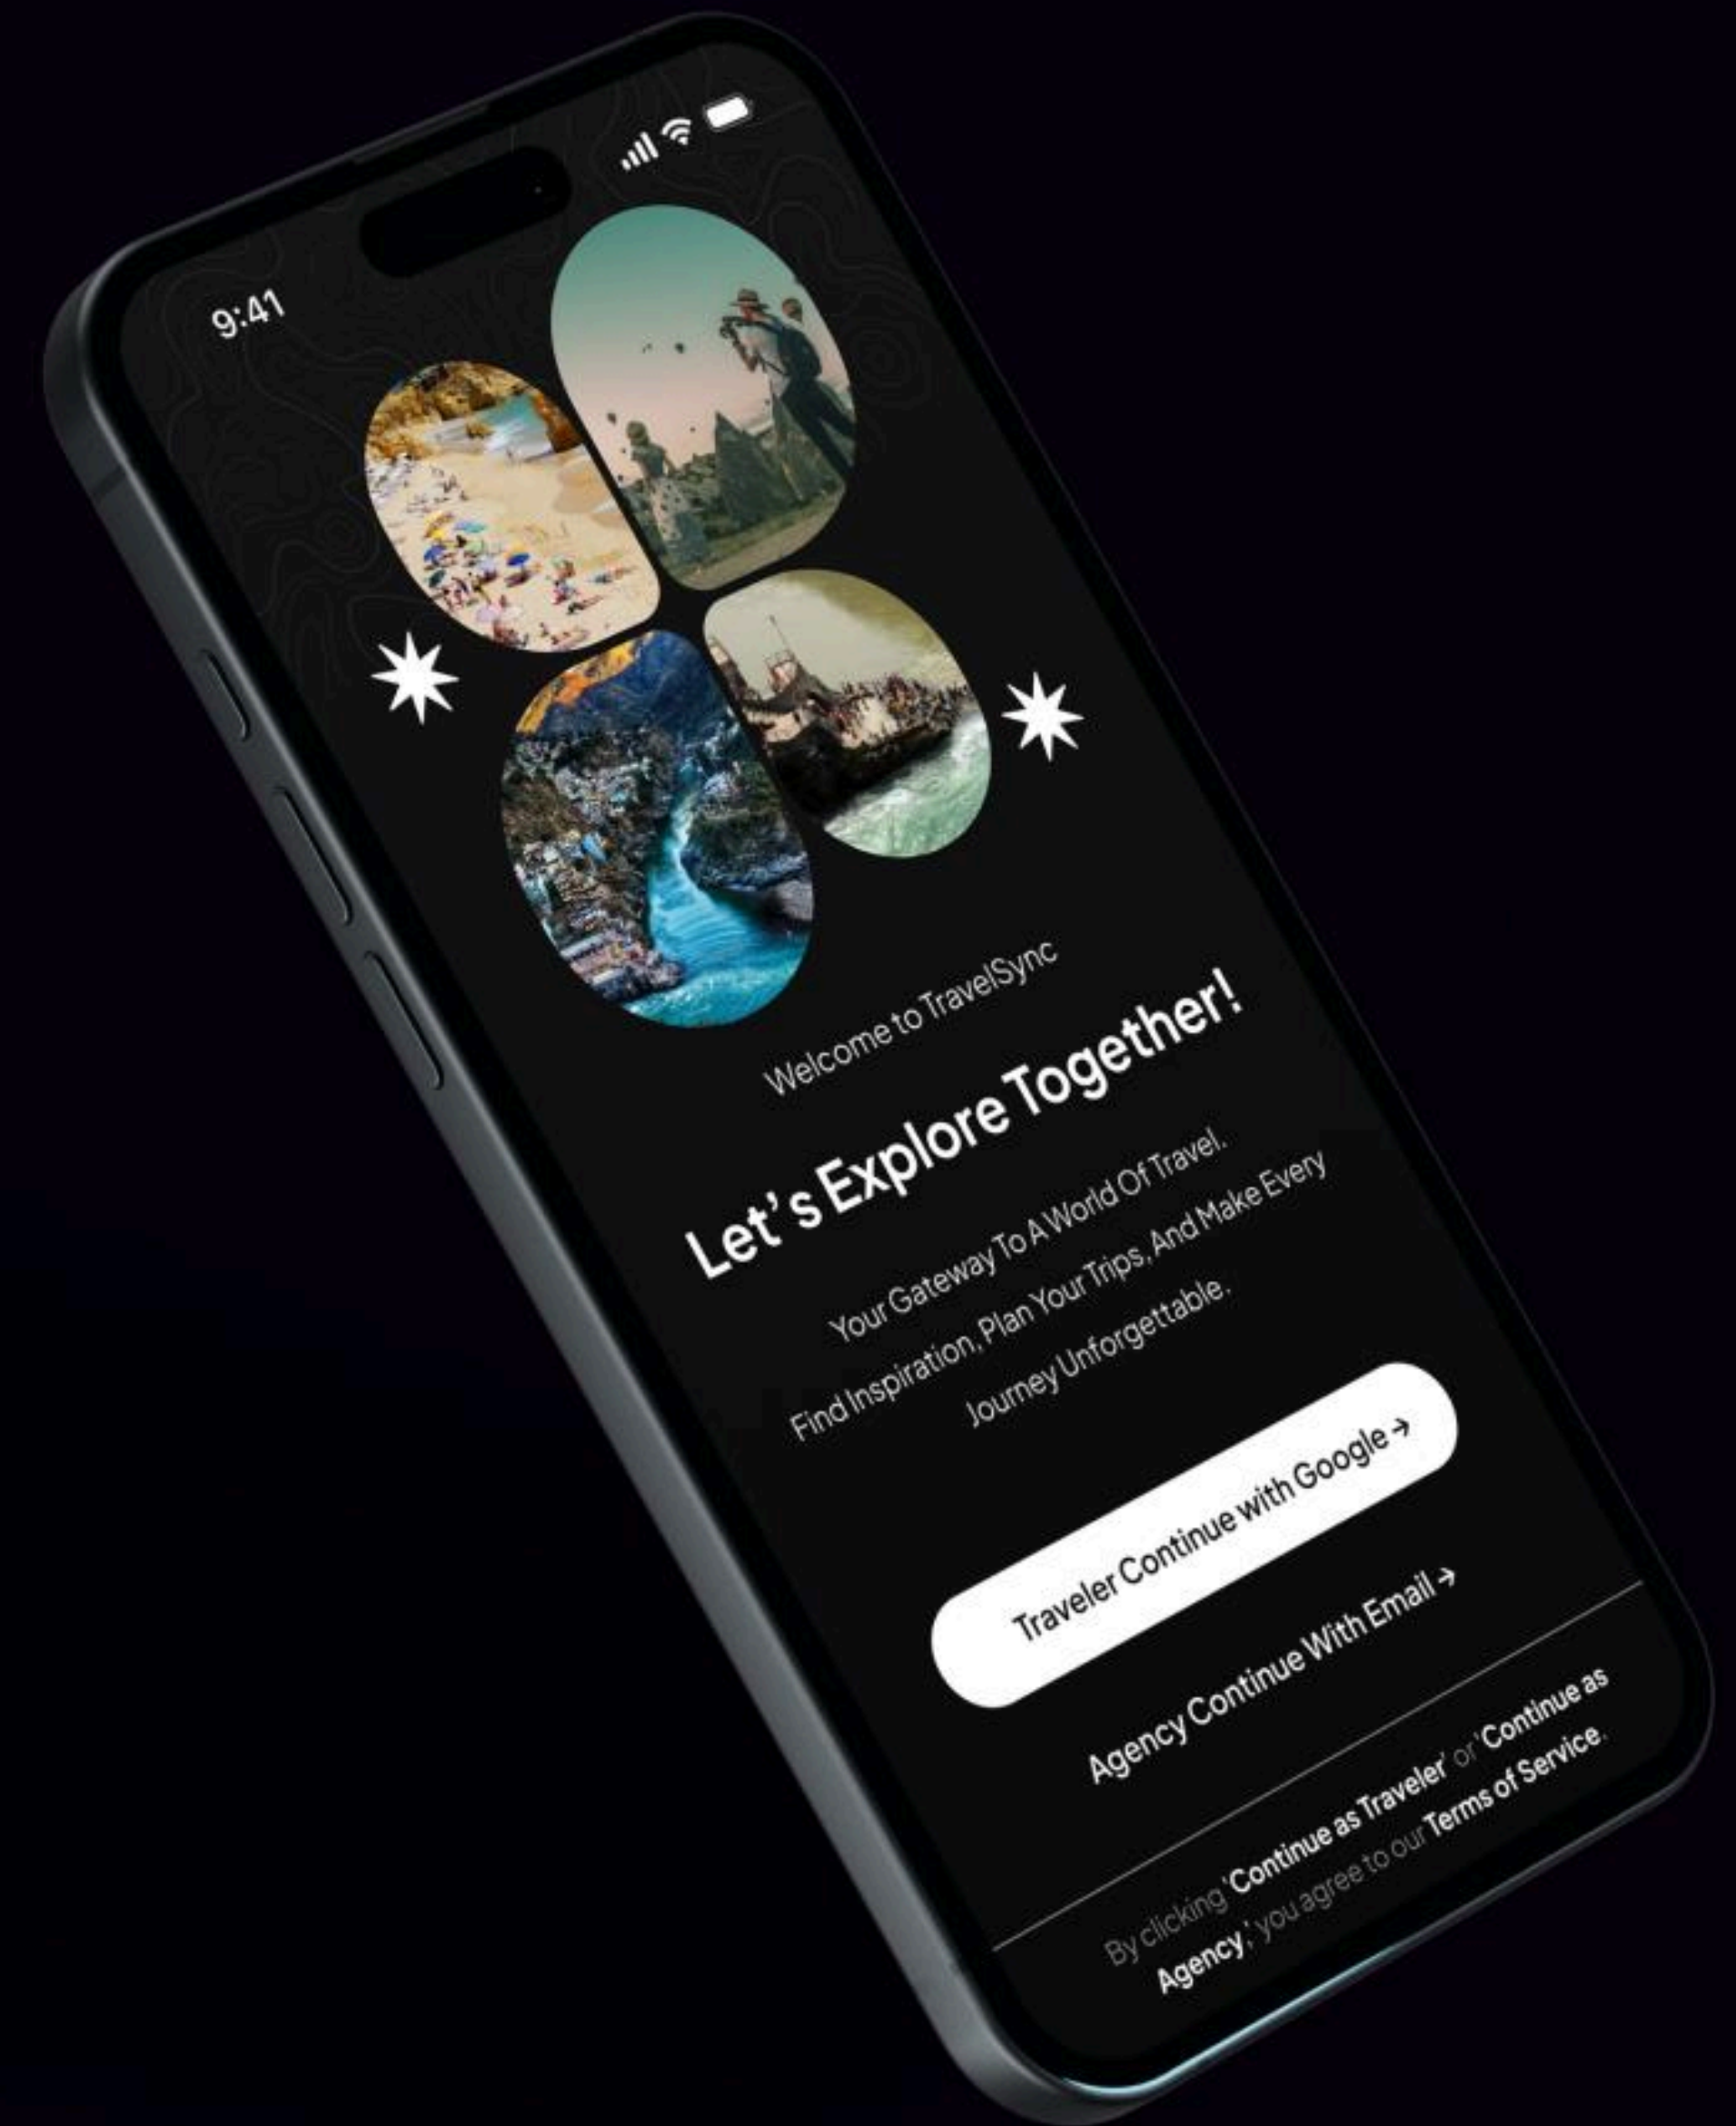 9:41
Welcome to TravelSync
Let's Explore Together!
Your Gateway To A World Of Travel.
Find Inspiration, Plan Your Trips, And Make Every
Journey Unforgettable.
Traveler Continue with Google →
Agency Continue With Email →
By clicking 'Continue as Traveler' or 'Continue as
Agency,' you agree to our Terms of Service.